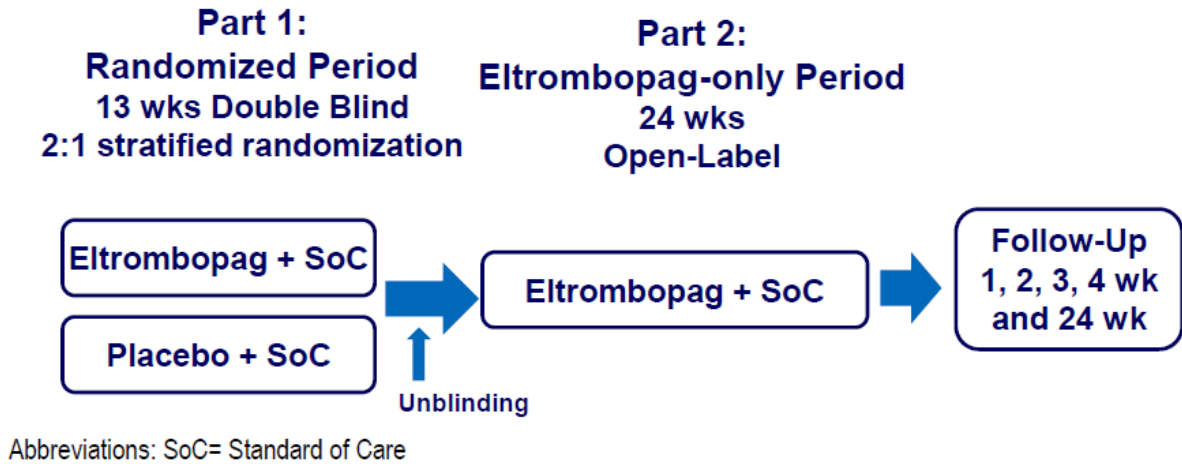 Part 1:
Randomized Period
13 wks Double Blind
2:1 stratified randomization
Part 2:
Eltrombopag-only Period
24 wks
Open-Label
Eltrombopag + SoC
Placebo + SoC
Unblinding
Eltrombopag + SoC
Follow-Up
1, 2, 3, 4 wk
and 24 wk
Abbreviations: SoC= Standard of Care